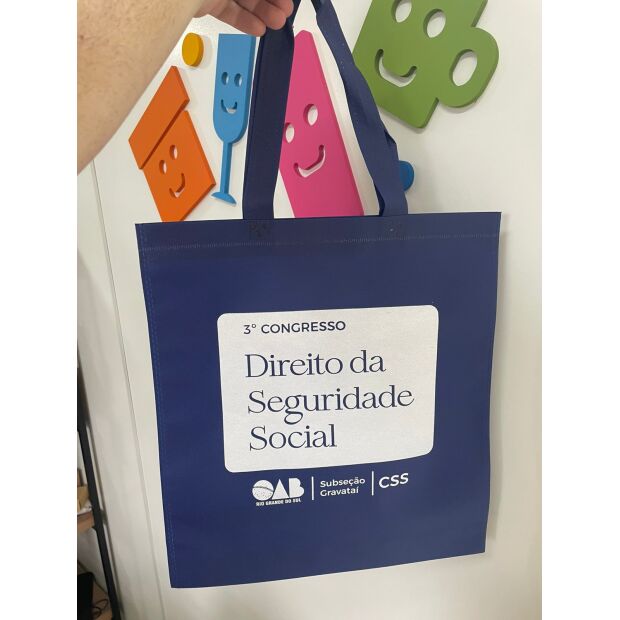 3º CONGRESSO
Direito da
Seguridade
Social
OAB
RIO GRANDE DO SUL
Subseção
Gravataí
CSS